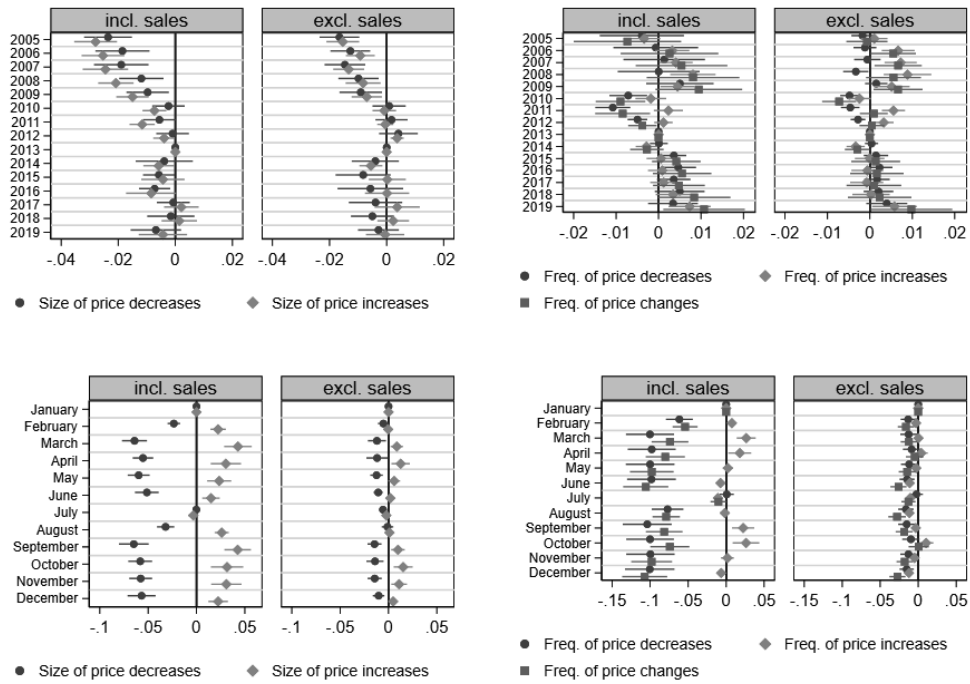 incl. sales
excl. sales
2005
2006
2007
2008
2009
2010
2011
2012
2013
2014
2015
2016
2017
2018
2019
-.04 -.02 0 .02
-.04 -.02 0 .02
Size of price decreases
Size of price increases
incl. sales
excl. sales
2005
2006
2007
2008
2009
2010
2011
2012
2013
2014
2015
2016
2017
2018
2019
-.02 -.01 0 .01 .02
-.02 -.01 0 .01 .02
Freq. of price decreases
Freq. of price increases
Freq. of price changes
incl. sales
excl. sales
January
February
March
April
May
June
July
August
September
October
November
December
-.1 -.05 0 .05
-.1 -.05 0 .05
Size of price decreases
Size of price increases
incl. sales
excl. sales
January
February
March
April
May
June
July
August
September
October
November
December
-.15 -.1 -.05 0 .05
-.15 -.1 -.05 0 .05
Freq. of price decreases
Freq. of price increases
Freq. of price changes